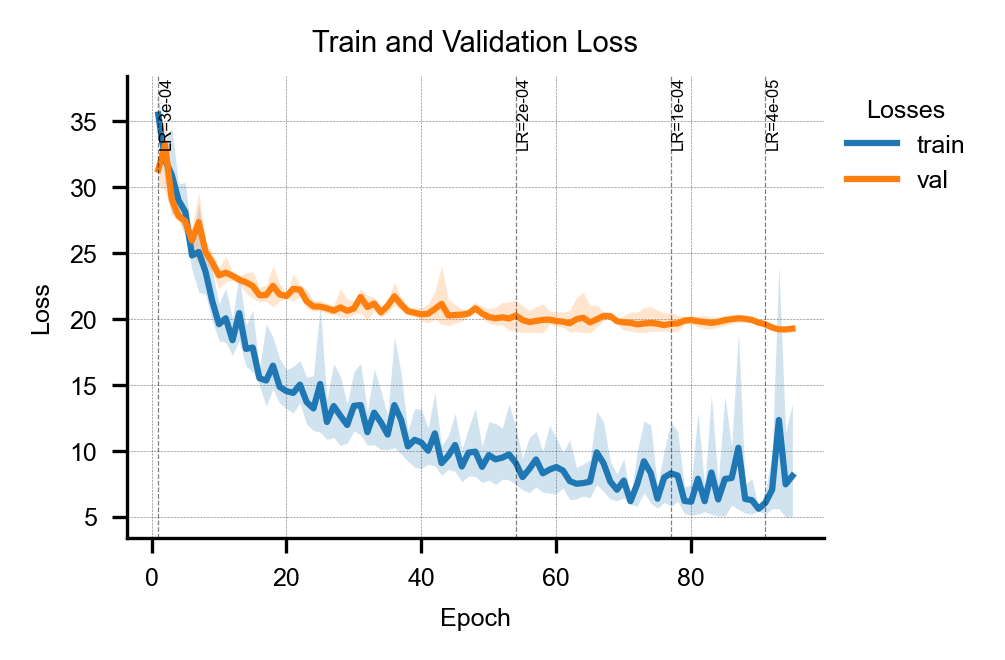 Train and Validation Loss
LR=3e-04
LR=2e-04
LR=1e-04
LR=4e-05
Losses
train
val
35
30
25
20
15
10
5
Loss
0
20
40
60
80
Epoch